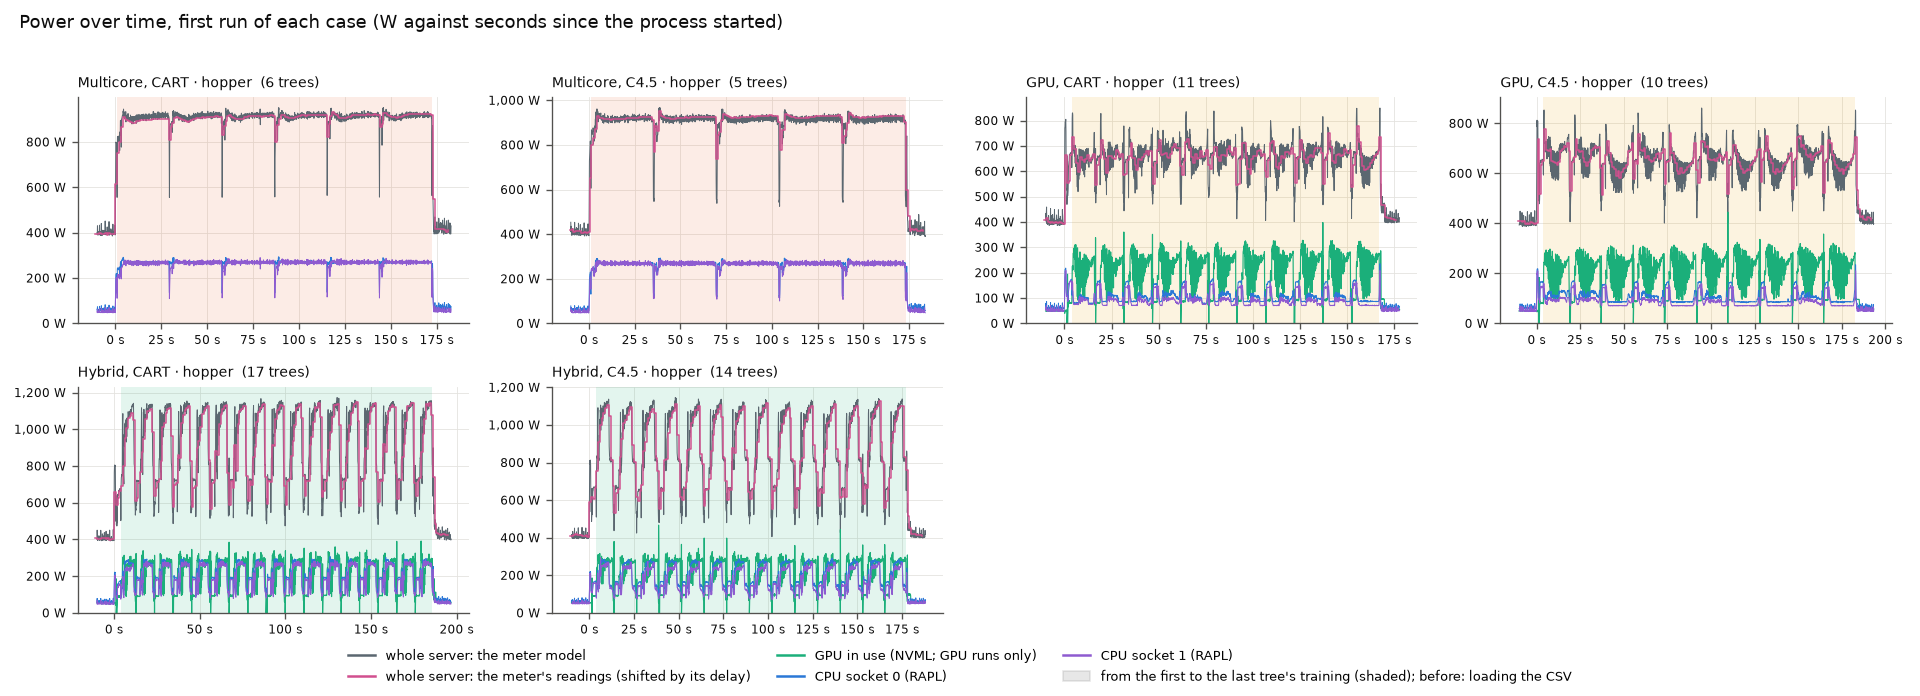 Power over time, first run of each case (W against seconds since the process started)
Multicore, CART · hopper (6 trees)
800 W
600 W
400 W
200 W
0 W
0 s 25 s 50 s 75 s 100 s 125 s 150 s 175 s
Multicore, C4.5 · hopper (5 trees)
1,000 W
800 W
600 W
400 W
200 W
0 W
0 s 25 s 50 s 75 s 100 s 125 s 150 s 175 s
GPU, CART · hopper (11 trees)
800 W
700 W
600 W
500 W
400 W
300 W
200 W
100 W
0 W
0 s 25 s 50 s 75 s 100 s 125 s 150 s 175 s
GPU, C4.5 · hopper (10 trees)
800 W
600 W
400 W
200 W
0 W
0 s 25 s 50 s 75 s 100 s 125 s 150 s 175 s 200 s
Hybrid, CART · hopper (17 trees)
1,200 W
1,000 W
800 W
600 W
400 W
200 W
0 W
0 s 50 s 100 s 150 s 200 s
Hybrid, C4.5 · hopper (14 trees)
1,200 W
1,000 W
800 W
600 W
400 W
200 W
0 W
0 s 25 s 50 s 75 s 100 s 125 s 150 s 175 s
whole server: the meter model
whole server: the meter's readings (shifted by its delay)
GPU in use (NVML; GPU runs only)
CPU socket 0 (RAPL)
CPU socket 1 (RAPL)
from the first to the last tree's training (shaded); before: loading the CSV